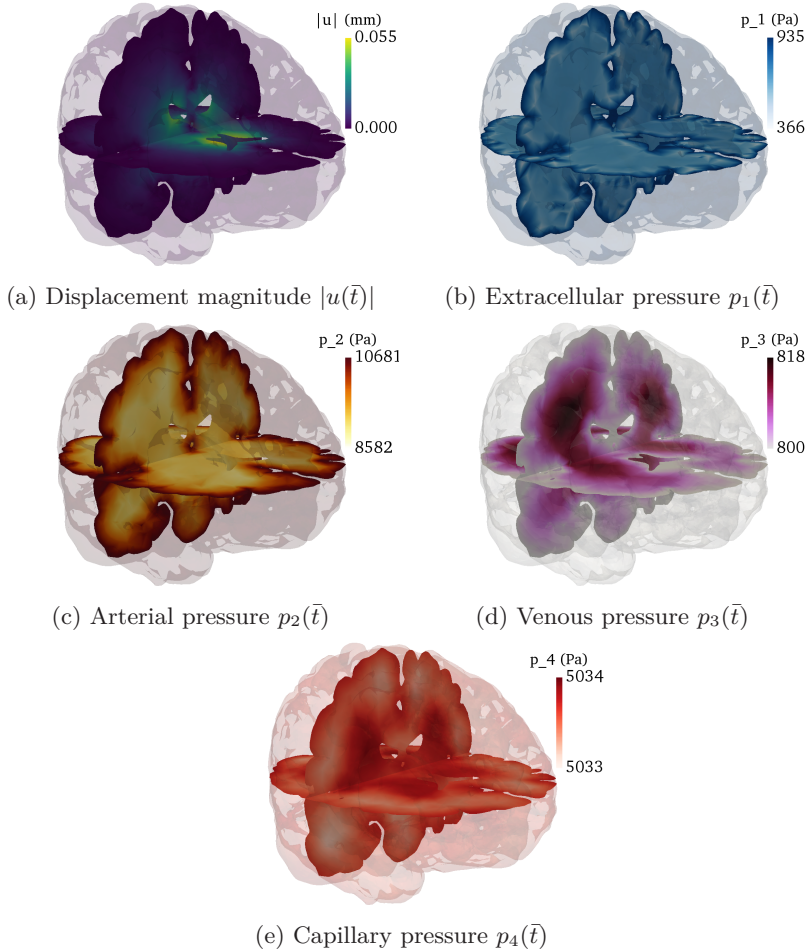 |u| (mm)
0.055
0.000
p_1 (Pa)
935
366
(a) Displacement magnitude |u(t̄)|
(b) Extracellular pressure p₁(t̄)
p_2 (Pa)
10681
8582
p_3 (Pa)
818
800
(c) Arterial pressure p₂(t̄)
(d) Venous pressure p₃(t̄)
p_4 (Pa)
5034
5033
(e) Capillary pressure p₄(t̄)